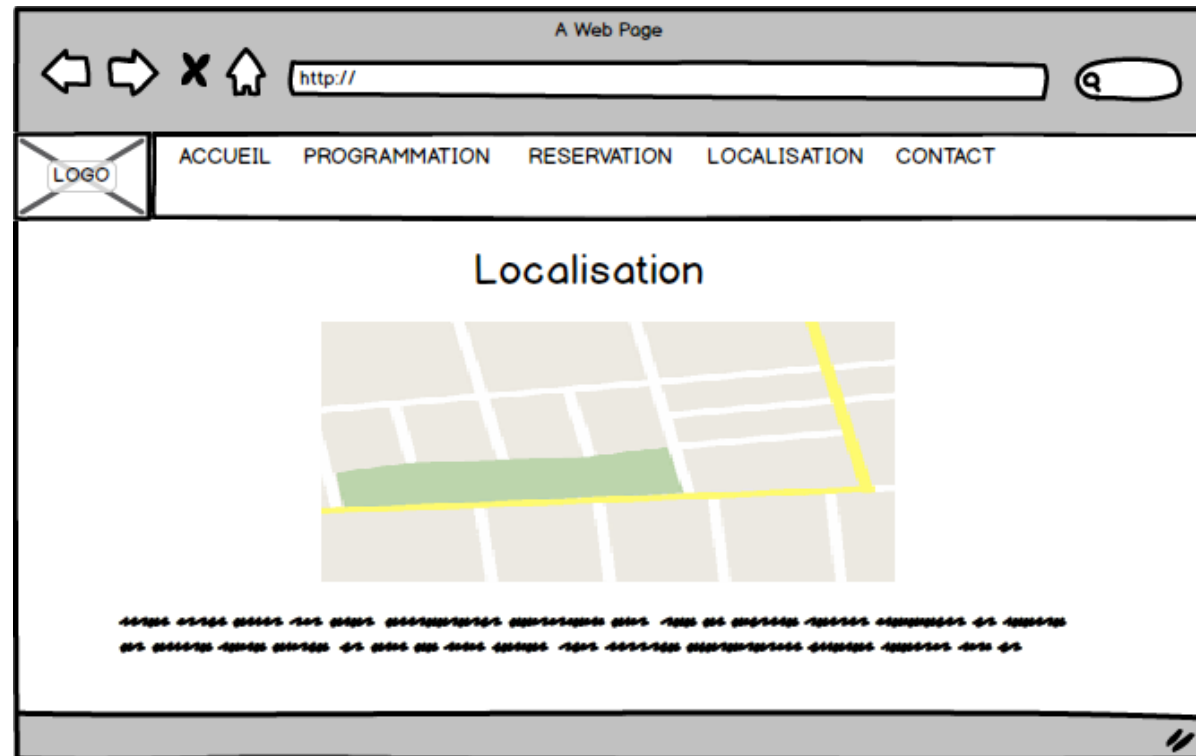 A Web Page
http://
LOGO
ACCUEIL PROGRAMMATION RESERVATION LOCALISATION CONTACT
Localisation